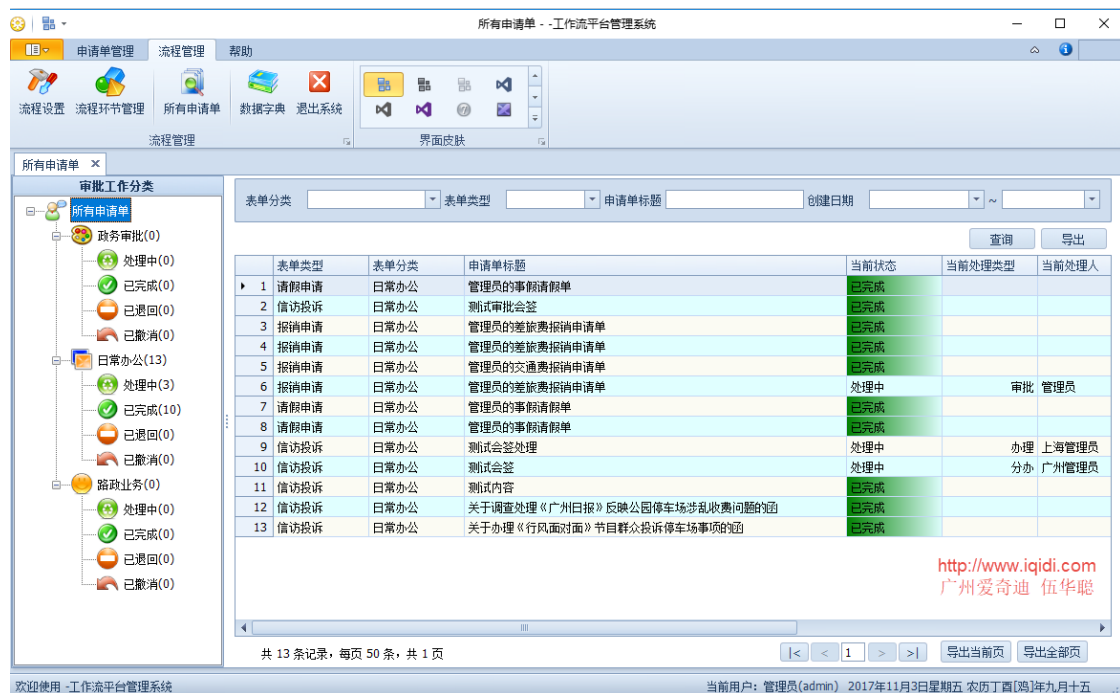 所有申请单 - -工作流平台管理系统
申请单管理 流程管理 帮助
流程设置 流程环节管理 所有申请单 数据字典 退出系统
流程管理 界面皮肤
所有申请单
审批工作分类
所有申请单
政务审批(0)
处理中(0)
已完成(0)
已退回(0)
已撤消(0)
日常办公(13)
处理中(3)
已完成(10)
已退回(0)
已撤消(0)
路政业务(0)
处理中(0)
已完成(0)
已退回(0)
已撤消(0)
表单分类 表单类型 申请单标题 创建日期 ~
查询 导出
表单类型 表单分类 申请单标题 当前状态 当前处理类型 当前处理人
1 请假申请 日常办公 管理员的事假请假单 已完成
2 信访投诉 日常办公 测试审批会签 已完成
3 报销申请 日常办公 管理员的差旅费报销申请单 已完成
4 报销申请 日常办公 管理员的差旅费报销申请单 已完成
5 报销申请 日常办公 管理员的交通费报销申请单 已完成
6 报销申请 日常办公 管理员的差旅费报销申请单 处理中 审批 管理员
7 请假申请 日常办公 管理员的事假请假单 已完成
8 请假申请 日常办公 管理员的事假请假单 已完成
9 信访投诉 日常办公 测试会签处理 处理中 办理 上海管理员
10 信访投诉 日常办公 测试会签 处理中 分办 广州管理员
11 信访投诉 日常办公 测试内容 已完成
12 信访投诉 日常办公 关于调查处理《广州日报》反映公园停车场涉乱收费问题的函 已完成
13 信访投诉 日常办公 关于办理《行风面对面》节目群众投诉停车场事项的函 已完成
http://www.iqidi.com
广州爱奇迪 伍华聪
共 13 条记录，每页 50 条，共 1 页 |< < 1 > >| 导出当前页 导出全部页
欢迎使用 -工作流平台管理系统 当前用户：管理员(admin) 2017年11月3日星期五 农历丁酉[鸡]年九月十五